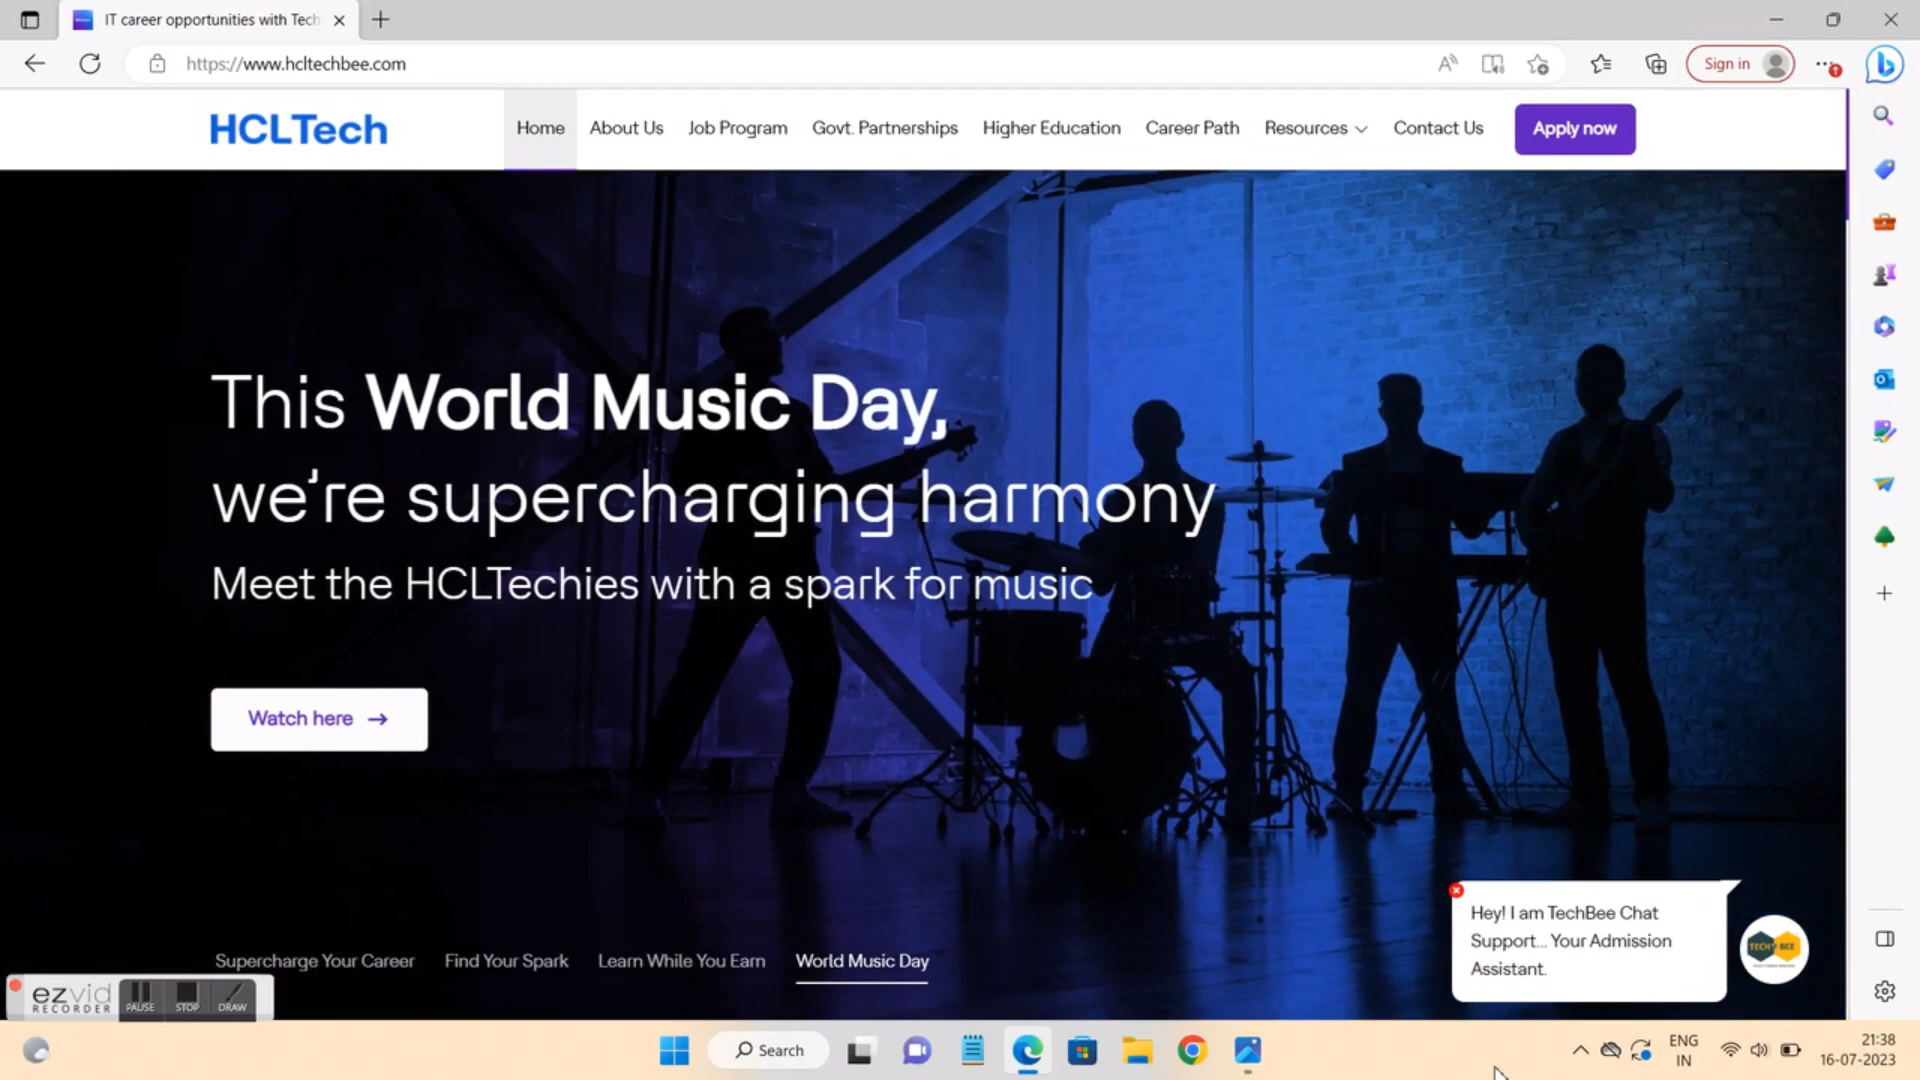 IT career opportunities with Tech
https://www.hcltechbee.com
Sign in
HCLTech
Home
About Us
Job Program
Govt. Partnerships
Higher Education
Career Path
Resources
Contact Us
Apply now
This World Music Day,
we're supercharging harmony
Meet the HCLTechies with a spark for music
Watch here
Supercharge Your Career
Find Your Spark
Learn While You Earn
World Music Day
Hey! I am TechBee Chat
Support... Your Admission
Assistant.
TECH BEE
ezvid
RECORDER
PAUSE
STOP
DRAW
Search
ENG
IN
21:38
16-07-2023